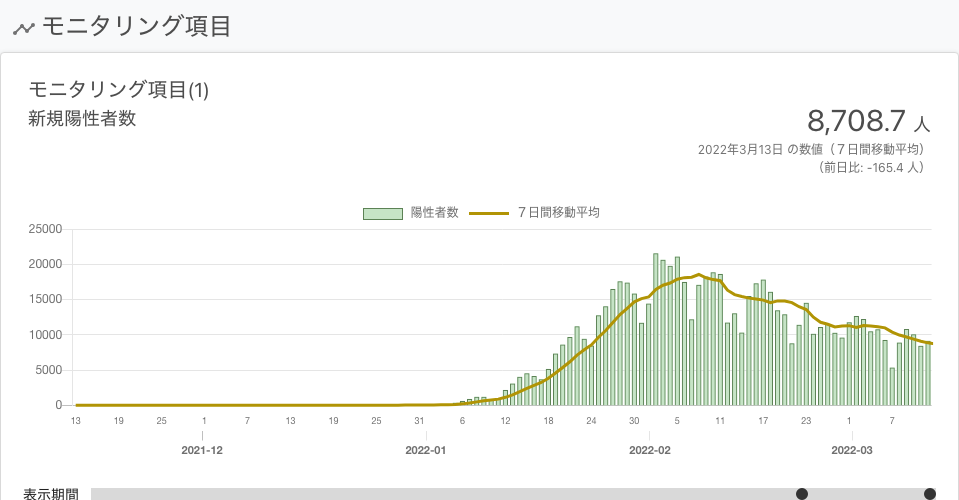 モニタリング項目
モニタリング項目(1)
新規陽性者数
8,708.7 人
2022年3月13日 の数値（７日間移動平均）
（前日比: -165.4 人）
陽性者数 ７日間移動平均
25000
20000
15000
10000
5000
0
13 19 25 1 7 13 19 25 31 6 12 18 24 30 5 11 17 23 1 7
2021-12 2022-01 2022-02 2022-03
表示期間